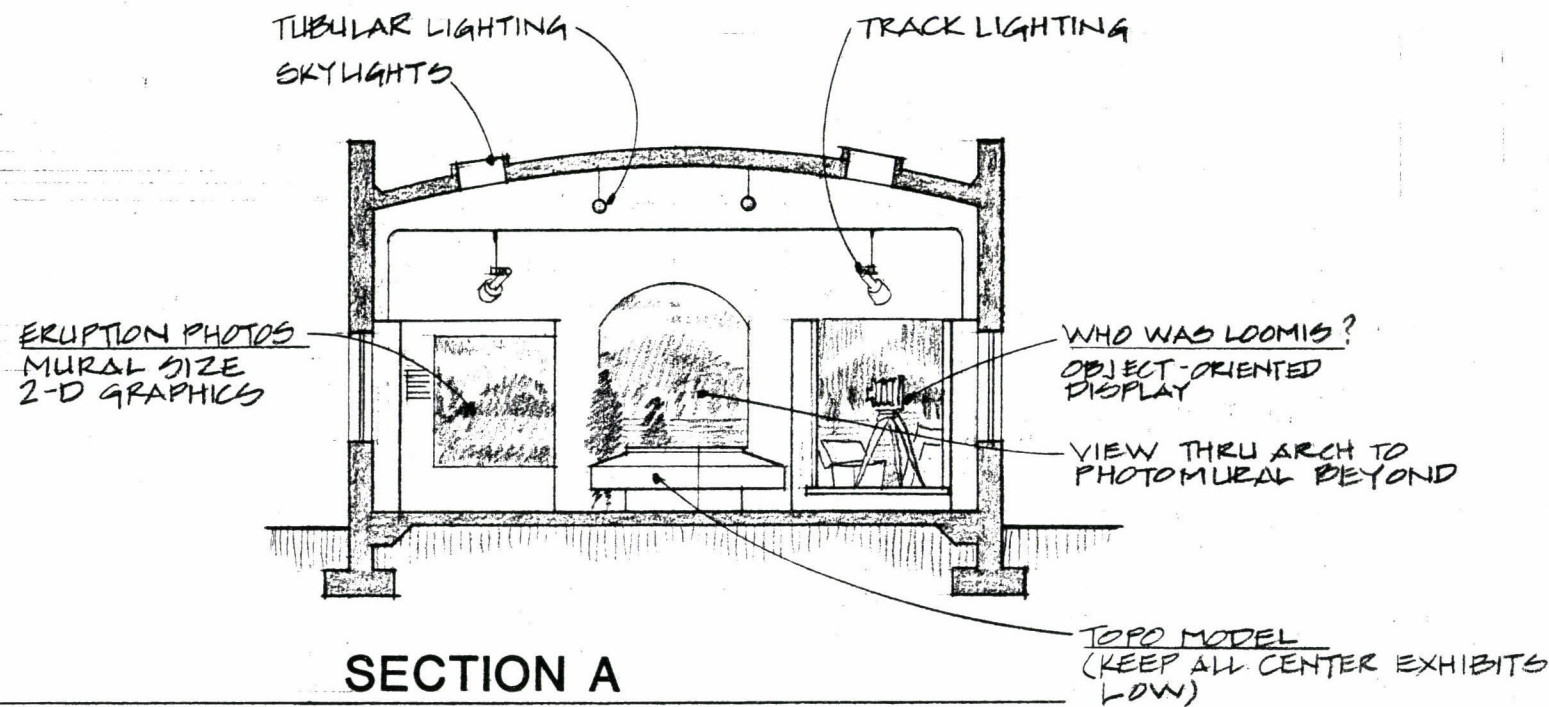 TUBULAR LIGHTING
SKYLIGHTS
TRACK LIGHTING
ERUPTION PHOTOS
MURAL SIZE
2-D GRAPHICS
WHO WAS LOOMIS?
OBJECT-ORIENTED
DISPLAY
VIEW THRU ARCH TO
PHOTOMURAL BEYOND
TOPO MODEL
(KEEP ALL CENTER EXHIBITS
LOW)
SECTION A